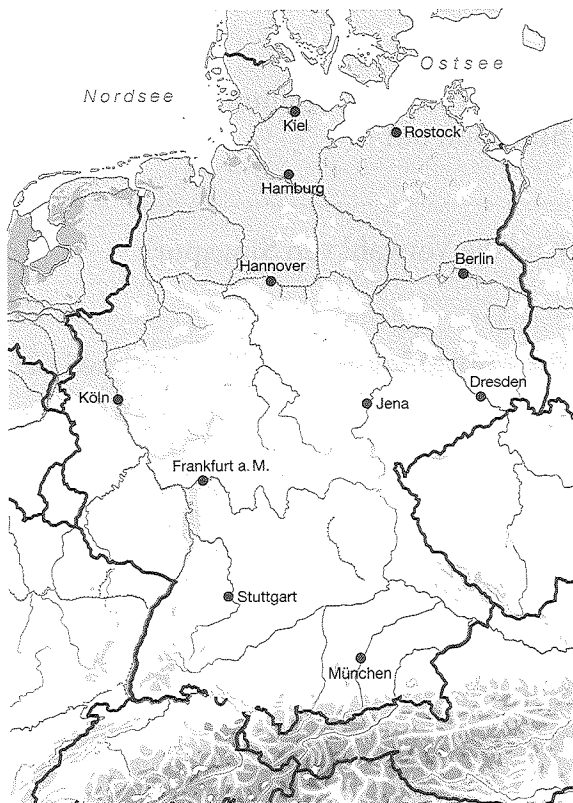 Ostsee
Nordsee
Kiel
Rostock
Hamburg
Hannover
Berlin
Köln
Jena
Dresden
Frankfurt a. M.
Stuttgart
München